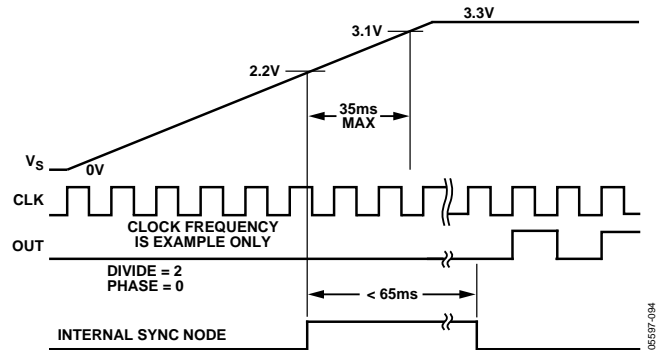 3.3V
3.1V
2.2V
35ms
MAX
VS
0V
CLK
CLOCK FREQUENCY
IS EXAMPLE ONLY
OUT
DIVIDE = 2
PHASE = 0
< 65ms
INTERNAL SYNC NODE
05597-094